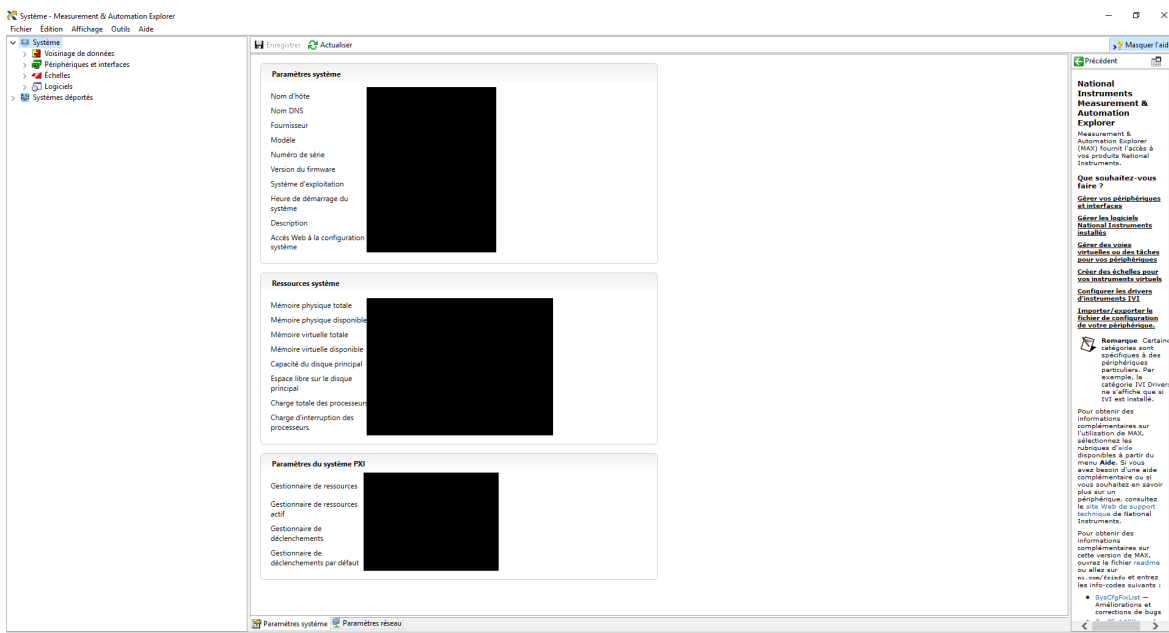 Système - Measurement & Automation Explorer
Fichier Édition Affichage Outils Aide
Système
Voisinage de données
Périphériques et interfaces
Échelles
Logiciels
Systèmes déportés
Enregistrer Actualiser
Masquer l'aid
Paramètres système
Nom d'hôte
Nom DNS
Fournisseur
Modèle
Numéro de série
Version du firmware
Système d'exploitation
Heure de démarrage du
système
Description
Accès Web à la configuration
système
Ressources système
Mémoire physique totale
Mémoire physique disponible
Mémoire virtuelle totale
Mémoire virtuelle disponible
Capacité du disque principal
Espace libre sur le disque
principal
Charge totale des processeurs
Charge d'interruption des
processeurs
Paramètres du système PXI
Gestionnaire de ressources
Gestionnaire de ressources
actif
Gestionnaire de
déclenchements
Gestionnaire de
déclenchements par défaut
Paramètres système Paramètres réseau
Précédent
National
Instruments
Measurement &
Automation
Explorer
Measurement &
Automation Explorer
(MAX) fournit l'accès à
vos produits National
Instruments.
Que souhaitez-vous
faire ?
Gérer vos périphériques
et interfaces
Gérer les logiciels
National Instruments
installés
Gérer des voies
virtuelles ou des tâches
pour vos périphériques
Créer des échelles pour
vos instruments virtuels
Configurer les drivers
d'instruments IVI
Importer/exporter le
fichier de configuration
de votre périphérique.
Remarque Certaine
catégories sont
spécifiques à des
périphériques
particuliers. Par
exemple, la
catégorie IVI Driver
ne s'affiche que si
IVI est installé.
Pour obtenir des
informations
complémentaires sur
l'utilisation de MAX,
sélectionnez les
rubriques d'aide
disponibles à partir du
menu Aide. Si vous
avez besoin d'une aide
complémentaire ou si
vous souhaitez en savoir
plus sur un
périphérique, consultez
le site Web de support
technique de National
Instruments.
Pour obtenir des
informations
complémentaires sur
cette version de MAX,
ouvrez le fichier readme
ou allez sur
ni.com/frinfo et entrez
les info-codes suivants :
SysCfgFixList —
Améliorations et
corrections de bugs